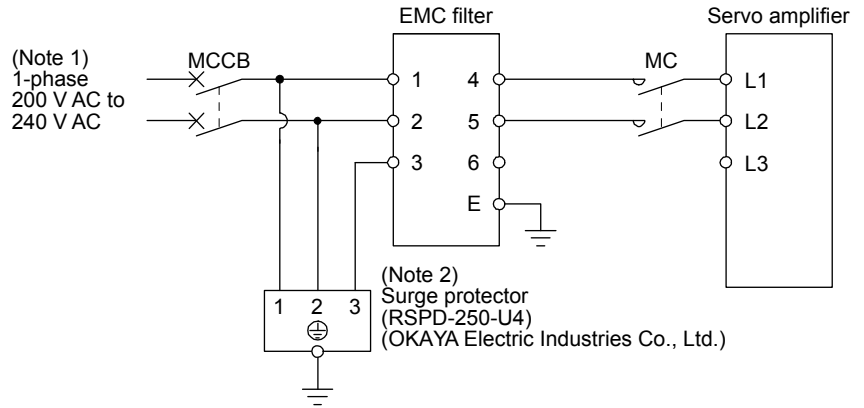 EMC filter
Servo amplifier
(Note 1)
1-phase
200 V AC to
240 V AC
MCCB
MC
1
2
3
4
5
6
E
L1
L2
L3
1 2 3
(Note 2)
Surge protector
(RSPD-250-U4)
(OKAYA Electric Industries Co., Ltd.)